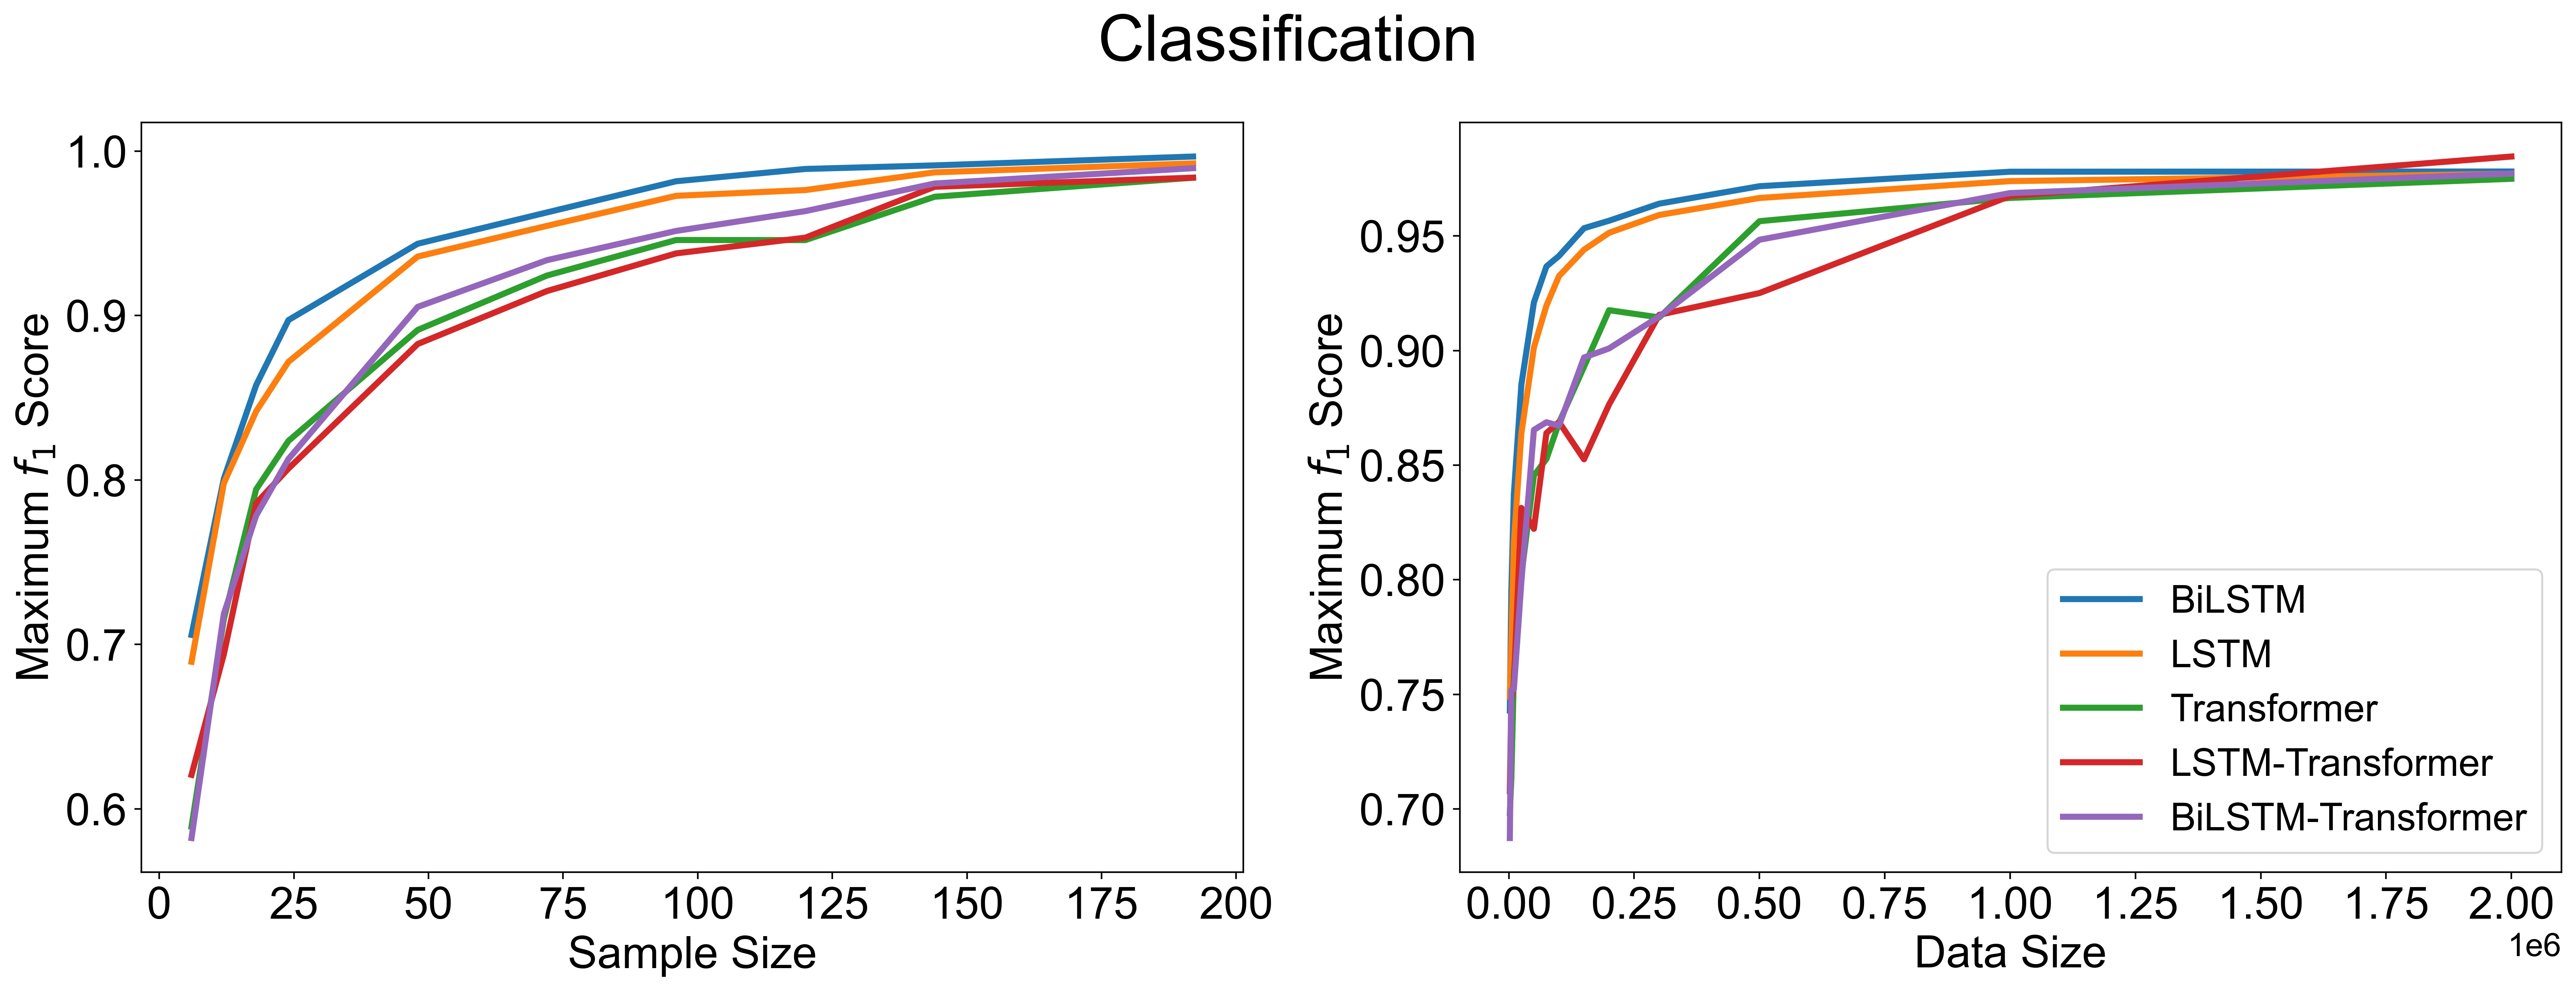 Classification
Maximum f1 Score
1.0
0.9
0.8
0.7
0.6
0 25 50 75 100 125 150 175 200
Sample Size
Maximum f1 Score
0.95
0.90
0.85
0.80
0.75
0.70
0.00 0.25 0.50 0.75 1.00 1.25 1.50 1.75 2.00
1e6
Data Size
BiLSTM
LSTM
Transformer
LSTM-Transformer
BiLSTM-Transformer